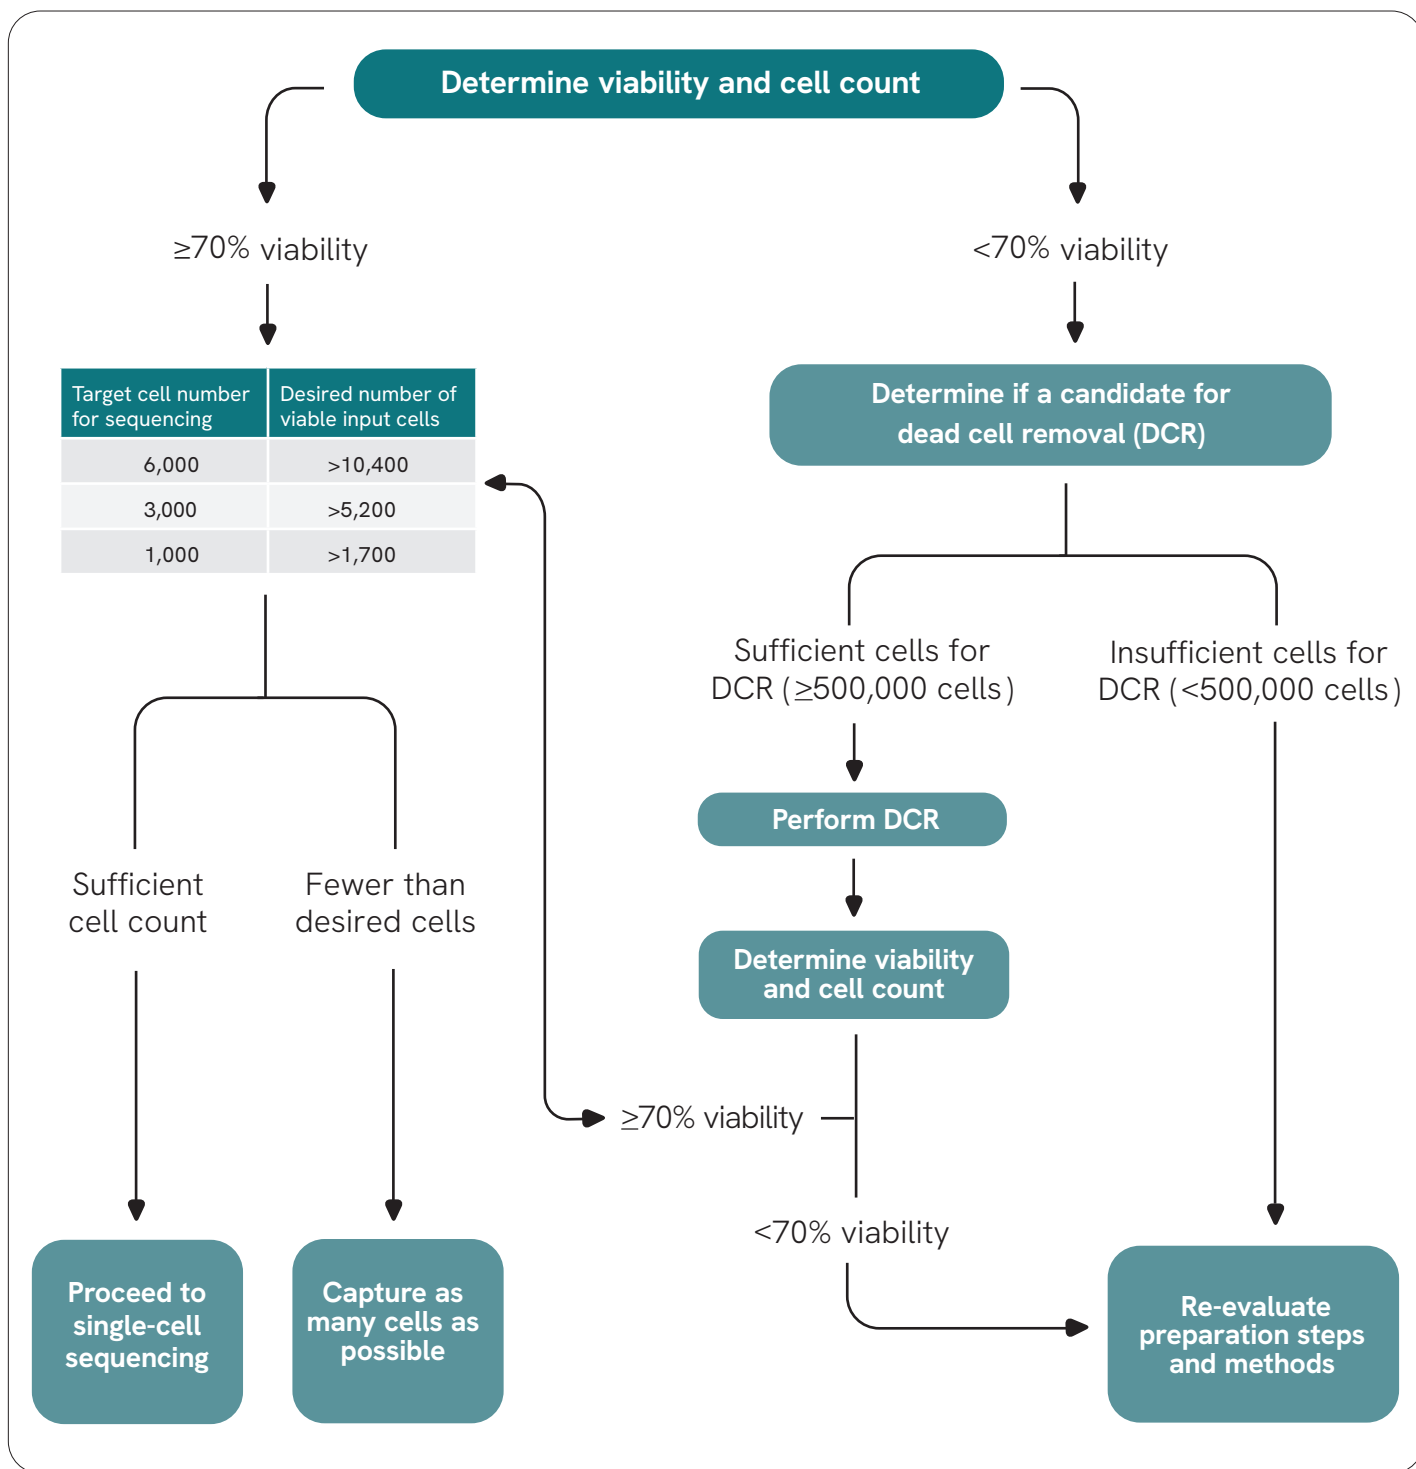 Determine viability and cell count
≥70% viability
<70% viability
Target cell number
for sequencing
Desired number of
viable input cells
6,000
>10,400
3,000
>5,200
1,000
>1,700
Determine if a candidate for
dead cell removal (DCR)
Sufficient cells for
DCR (≥500,000 cells)
Insufficient cells for
DCR (<500,000 cells)
Perform DCR
Sufficient
cell count
Fewer than
desired cells
Determine viability
and cell count
≥70% viability
<70% viability
Proceed to
single-cell
sequencing
Capture as
many cells as
possible
Re-evaluate
preparation steps
and methods